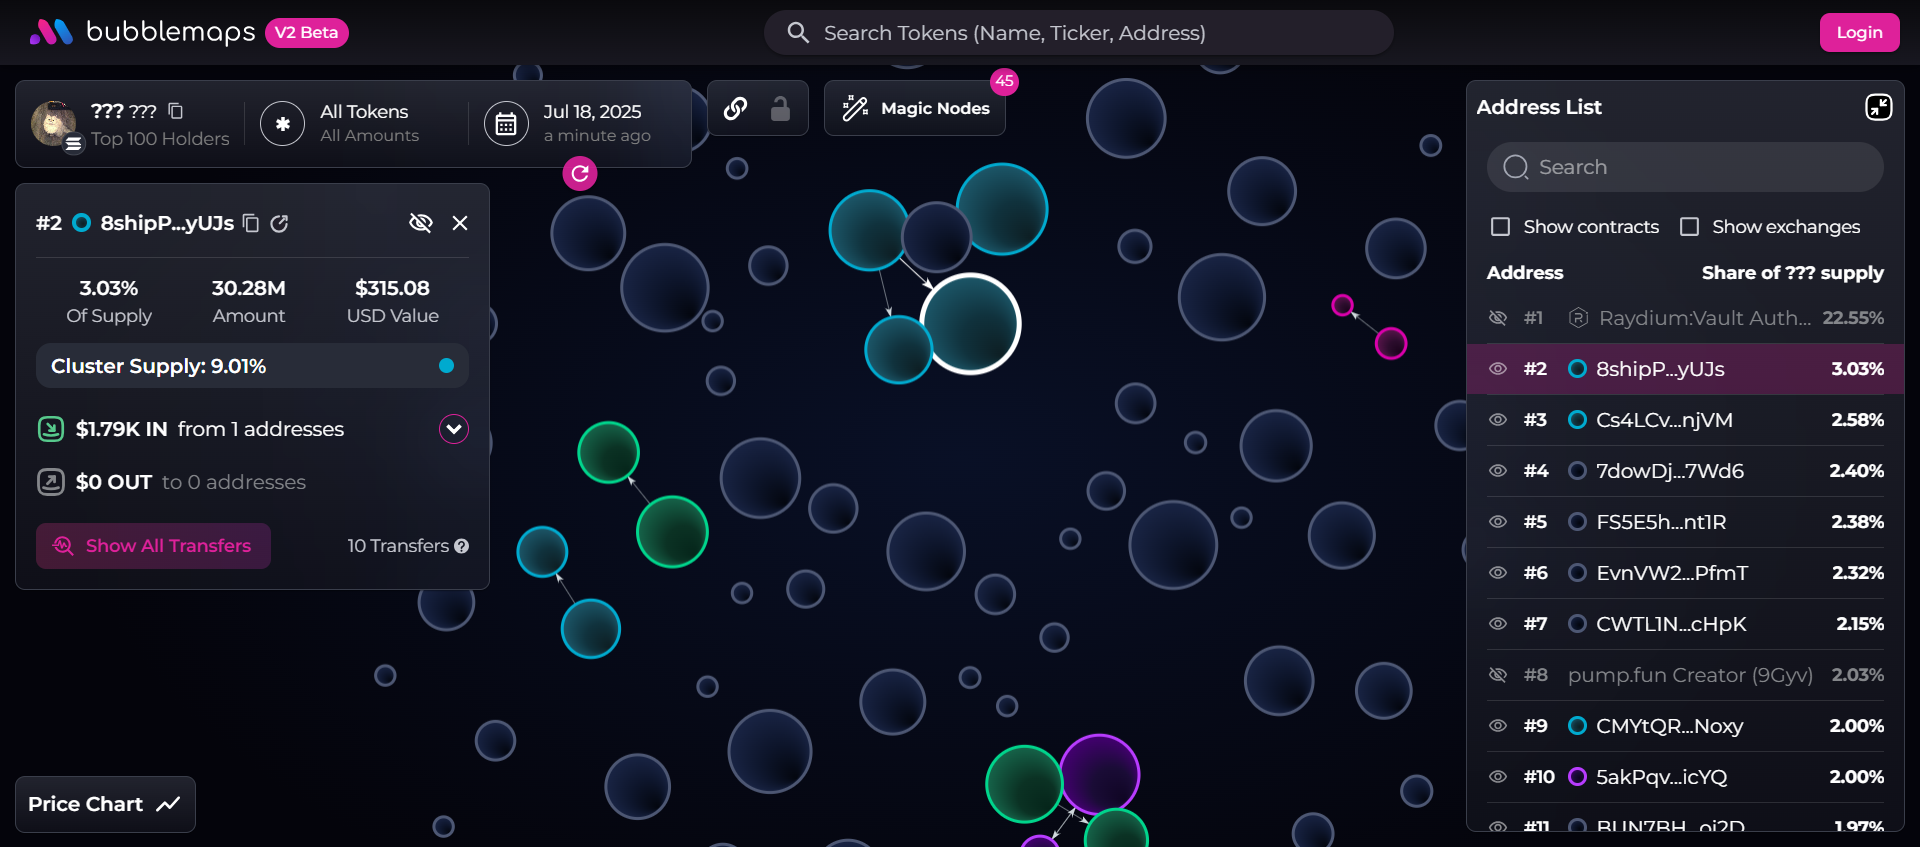 bubblemaps V2 Beta
Search Tokens (Name, Ticker, Address)
Login
??? ???
Top 100 Holders
All Tokens
All Amounts
Jul 18, 2025
a minute ago
Magic Nodes
45
#2 8shipP...yUJs
3.03% 30.28M $315.08
Of Supply Amount USD Value
Cluster Supply: 9.01%
$1.79K IN from 1 addresses
$0 OUT to 0 addresses
Show All Transfers 10 Transfers ?
Price Chart
Address List
Search
Show contracts Show exchanges
Address Share of ??? supply
#1 Raydium:Vault Auth... 22.55%
#2 8shipP...yUJs 3.03%
#3 Cs4LCv...njVM 2.58%
#4 7dowDj...7Wd6 2.40%
#5 FS5E5h...nt1R 2.38%
#6 EvnVW2...PfmT 2.32%
#7 CWTL1N...cHpK 2.15%
#8 pump.fun Creator (9Gyv) 2.03%
#9 CMYtQR...Noxy 2.00%
#10 5akPqv...icYQ 2.00%
#11 1.97%